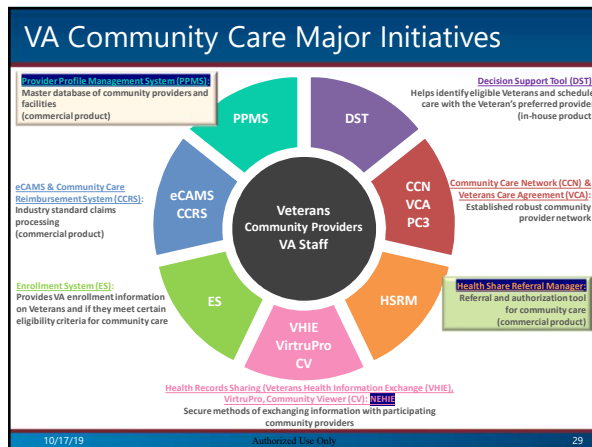 VA Community Care Major Initiatives
Provider Profile Management System (PPMS):
Master database of community providers and
facilities
(commercial product)
Decision Support Tool (DST)
Helps identify eligible Veterans and schedule
care with the Veteran's preferred provide
(in-house product
PPMS
DST
eCAMS & Community Care
Reimbursement System (CCRS):
Industry standard claims
processing
(commercial product)
eCAMS
CCRS
Veterans
Community Providers
VA Staff
CCN
VCA
PC3
Community Care Network (CCN) &
Veterans Care Agreement (VCA):
Established robust community
provider network
Enrollment System (ES):
Provides VA enrollment information
on Veterans and if they meet certain
eligibility criteria for community care
ES
HSRM
Health Share Referral Manager:
Referral and authorization tool
for community care
(commercial product)
VHIE
VirtruPro
CV
Health Records Sharing (Veterans Health Information Exchange (VHIE),
VirtruPro, Community Viewer (CV): NEHIE
Secure methods of exchanging information with participating
community providers
10/17/19
Authorized Use Only
29